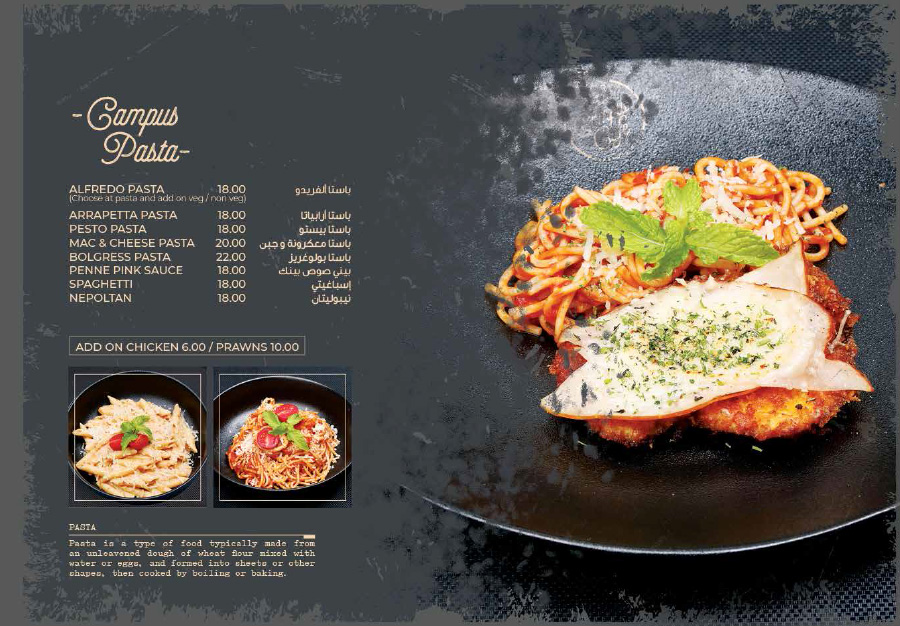 -Campus
Pasta-
ALFREDO PASTA 18.00 باستا ألفريدو
(Choose at pasta and add on veg / non veg)
ARRAPETTA PASTA 18.00 باستا أرابياتا
PESTO PASTA 18.00 باستا بيستو
MAC & CHEESE PASTA 20.00 باستا معكرونة و جبن
BOLGRESS PASTA 22.00 باستا بولوغريز
PENNE PINK SAUCE 18.00 بيني صوص بينك
SPAGHETTI 18.00 إسباغيتي
NEPOLTAN 18.00 نيبوليتان
ADD ON CHICKEN 6.00 / PRAWNS 10.00
PASTA
Pasta is a type of food typically made from
an unleavened dough of wheat flour mixed with
water or eggs, and formed into sheets or other
shapes, then cooked by boiling or baking.